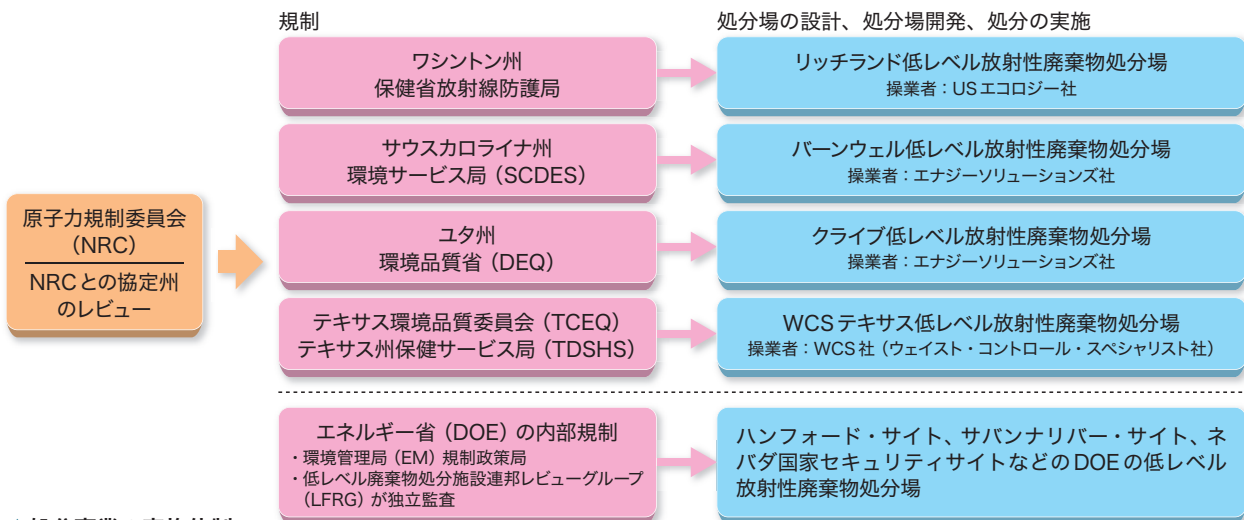 規制
処分場の設計、処分場開発、処分の実施
原子力規制委員会
(NRC)
NRCとの協定州
のレビュー
ワシントン州
保健省放射線防護局
リッチランド低レベル放射性廃棄物処分場
操業者：USエコロジー社
サウスカロライナ州
環境サービス局（SCDES）
バーンウェル低レベル放射性廃棄物処分場
操業者：エナジーソリューションズ社
ユタ州
環境品質省（DEQ）
クライブ低レベル放射性廃棄物処分場
操業者：エナジーソリューションズ社
テキサス環境品質委員会（TCEQ）
テキサス州保健サービス局（TDSHS）
WCSテキサス低レベル放射性廃棄物処分場
操業者：WCS社（ウェイスト・コントロール・スペシャリスト社）
エネルギー省（DOE）の内部規制
・環境管理局（EM）規制政策局
・低レベル廃棄物処分施設連邦レビューグループ
（LFRG）が独立監査
ハンフォード・サイト、サバンナリバー・サイト、ネ
バダ国家セキュリティサイトなどのDOEの低レベル
放射性廃棄物処分場